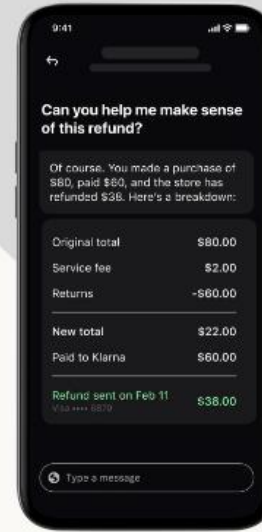 9:41
Can you help me make sense
of this refund?
Of course. You made a purchase of
$80, paid $60, and the store has
refunded $38. Here's a breakdown:
Original total $80.00
Service fee $2.00
Returns -$60.00
New total $22.00
Paid to Klarna $60.00
Refund sent on Feb 11 $38.00
Visa •••• 6879
Type a message